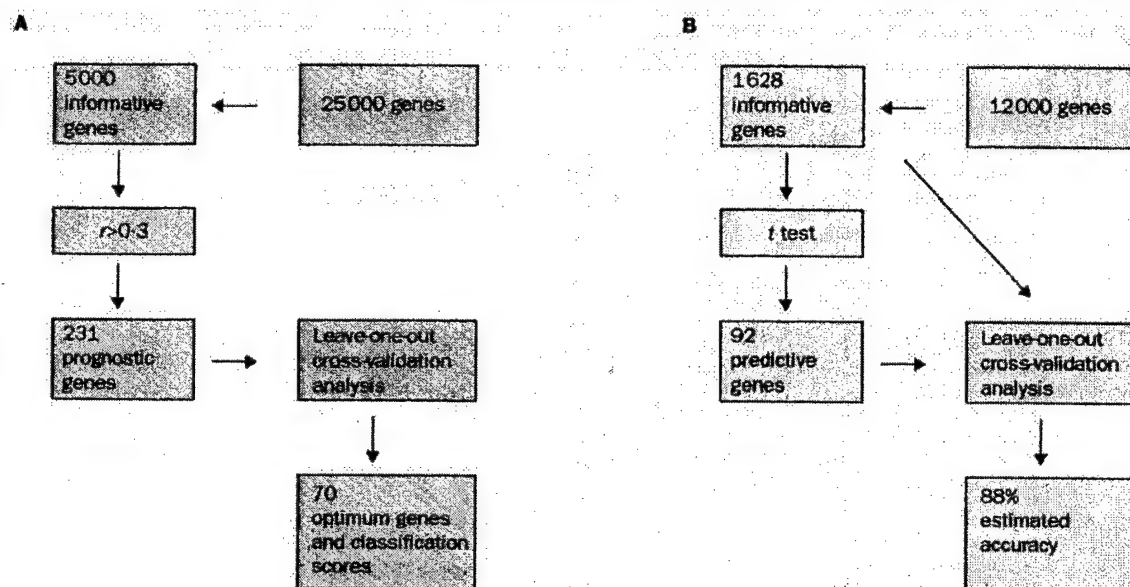 A
5000
informative
genes
25000 genes
r>0·3
231
prognostic
genes
Leave-one-out
cross-validation
analysis
70
optimum genes
and classification
scores
B
1628
informative
genes
12000 genes
t test
92
predictive
genes
Leave-one-out
cross-validation
analysis
88%
estimated
accuracy